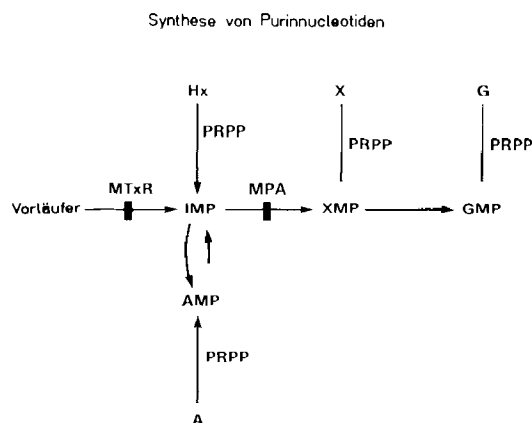 Synthese von Purinnucleotiden
Hx X G
PRPP PRPP PRPP
MTxR MPA
Vorläufer IMP XMP GMP
AMP
PRPP
A